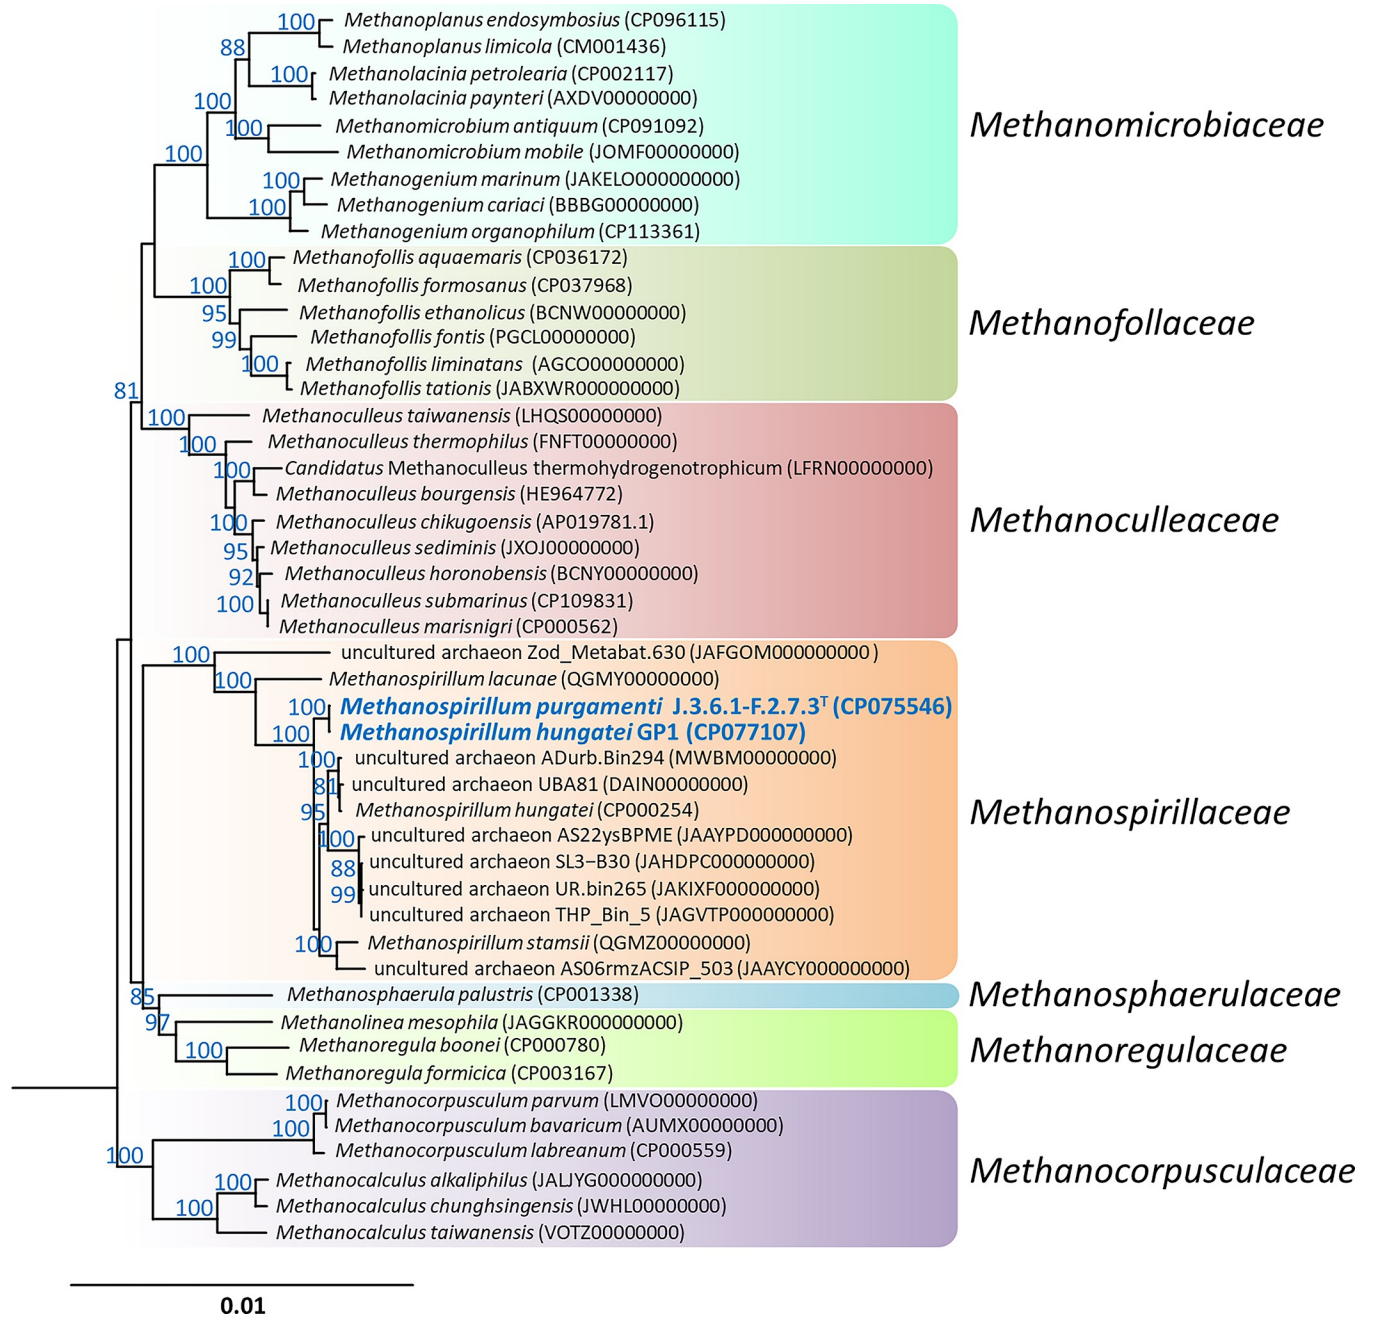 100
Methanoplanus endosymbosius (CP096115)
88
Methanoplanus limicola (CM001436)
100
Methanolacinia petrolearia (CP002117)
100
Methanolacinia paynteri (AXDV00000000)
100
Methanomicrobium antiquum (CP091092)
Methanomicrobiaceae
100
Methanomicrobium mobile (JOMF00000000)
100
Methanogenium marinum (JAKELO000000000)
100
Methanogenium cariaci (BBBG00000000)
Methanogenium organophilum (CP113361)
100
Methanofollis aquaemaris (CP036172)
100
Methanofollis formosanus (CP037968)
95
Methanofollis ethanolicus (BCNW00000000)
Methanofollaceae
99
Methanofollis fontis (PGCL00000000)
100
Methanofollis liminatans (AGCO00000000)
81
Methanofollis tationis (JABXWR000000000)
100
Methanoculleus taiwanensis (LHQS00000000)
100
Methanoculleus thermophilus (FNFT00000000)
100
Candidatus Methanoculleus thermohydrogenotrophicum (LFRN00000000)
Methanoculleus bourgensis (HE964772)
100
Methanoculleus chikugoensis (AP019781.1)
Methanoculleaceae
95
Methanoculleus sediminis (JXOJ00000000)
92
Methanoculleus horonobensis (BCNY00000000)
100
Methanoculleus submarinus (CP109831)
Methanoculleus marisnigri (CP000562)
100
uncultured archaeon Zod_Metabat.630 (JAFGOM000000000)
100
Methanospirillum lacunae (QGMY00000000)
100
Methanospirillum purgamenti J.3.6.1-F.2.7.3T (CP075546)
100
Methanospirillum hungatei GP1 (CP077107)
100
uncultured archaeon ADurb.Bin294 (MWBM00000000)
81
uncultured archaeon UBA81 (DAIN00000000)
95
Methanospirillum hungatei (CP000254)
Methanospirillaceae
100
uncultured archaeon AS22ysBPME (JAAYPD000000000)
88
uncultured archaeon SL3−B30 (JAHDPC000000000)
99
uncultured archaeon UR.bin265 (JAKIXF000000000)
uncultured archaeon THP_Bin_5 (JAGVTP000000000)
100
Methanospirillum stamsii (QGMZ00000000)
uncultured archaeon AS06rmzACSIP_503 (JAAYCY000000000)
85
Methanosphaerula palustris (CP001338)
Methanosphaerulaceae
97
Methanolinea mesophila (JAGGKR000000000)
100
Methanoregula boonei (CP000780)
Methanoregulaceae
Methanoregula formicica (CP003167)
100
Methanocorpusculum parvum (LMVO00000000)
100
Methanocorpusculum bavaricum (AUMX00000000)
100
Methanocorpusculum labreanum (CP000559)
Methanocorpusculaceae
100
Methanocalculus alkaliphilus (JALJYG000000000)
100
Methanocalculus chunghsingensis (JWHL00000000)
Methanocalculus taiwanensis (VOTZ00000000)
0.01